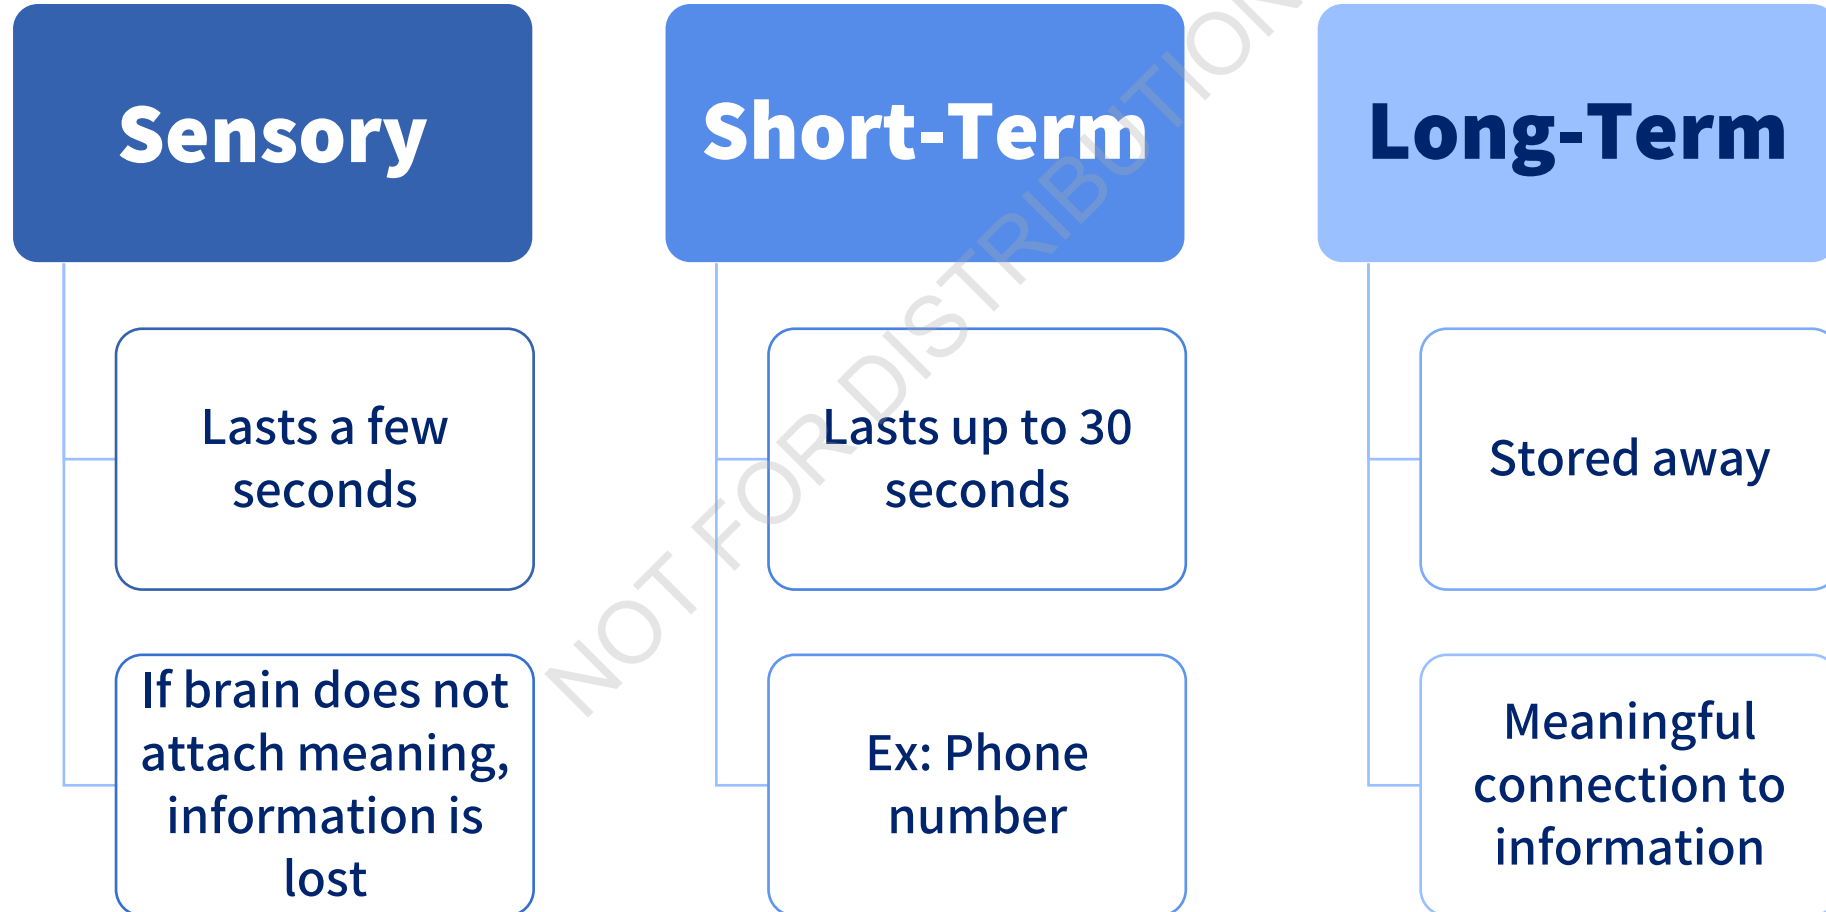 Sensory
Lasts a few
seconds
If brain does not
attach meaning,
information is
lost
Short-Term
Lasts up to 30
seconds
Ex: Phone
number
Long-Term
Stored away
Meaningful
connection to
information
NOT FOR DISTRIBUTION